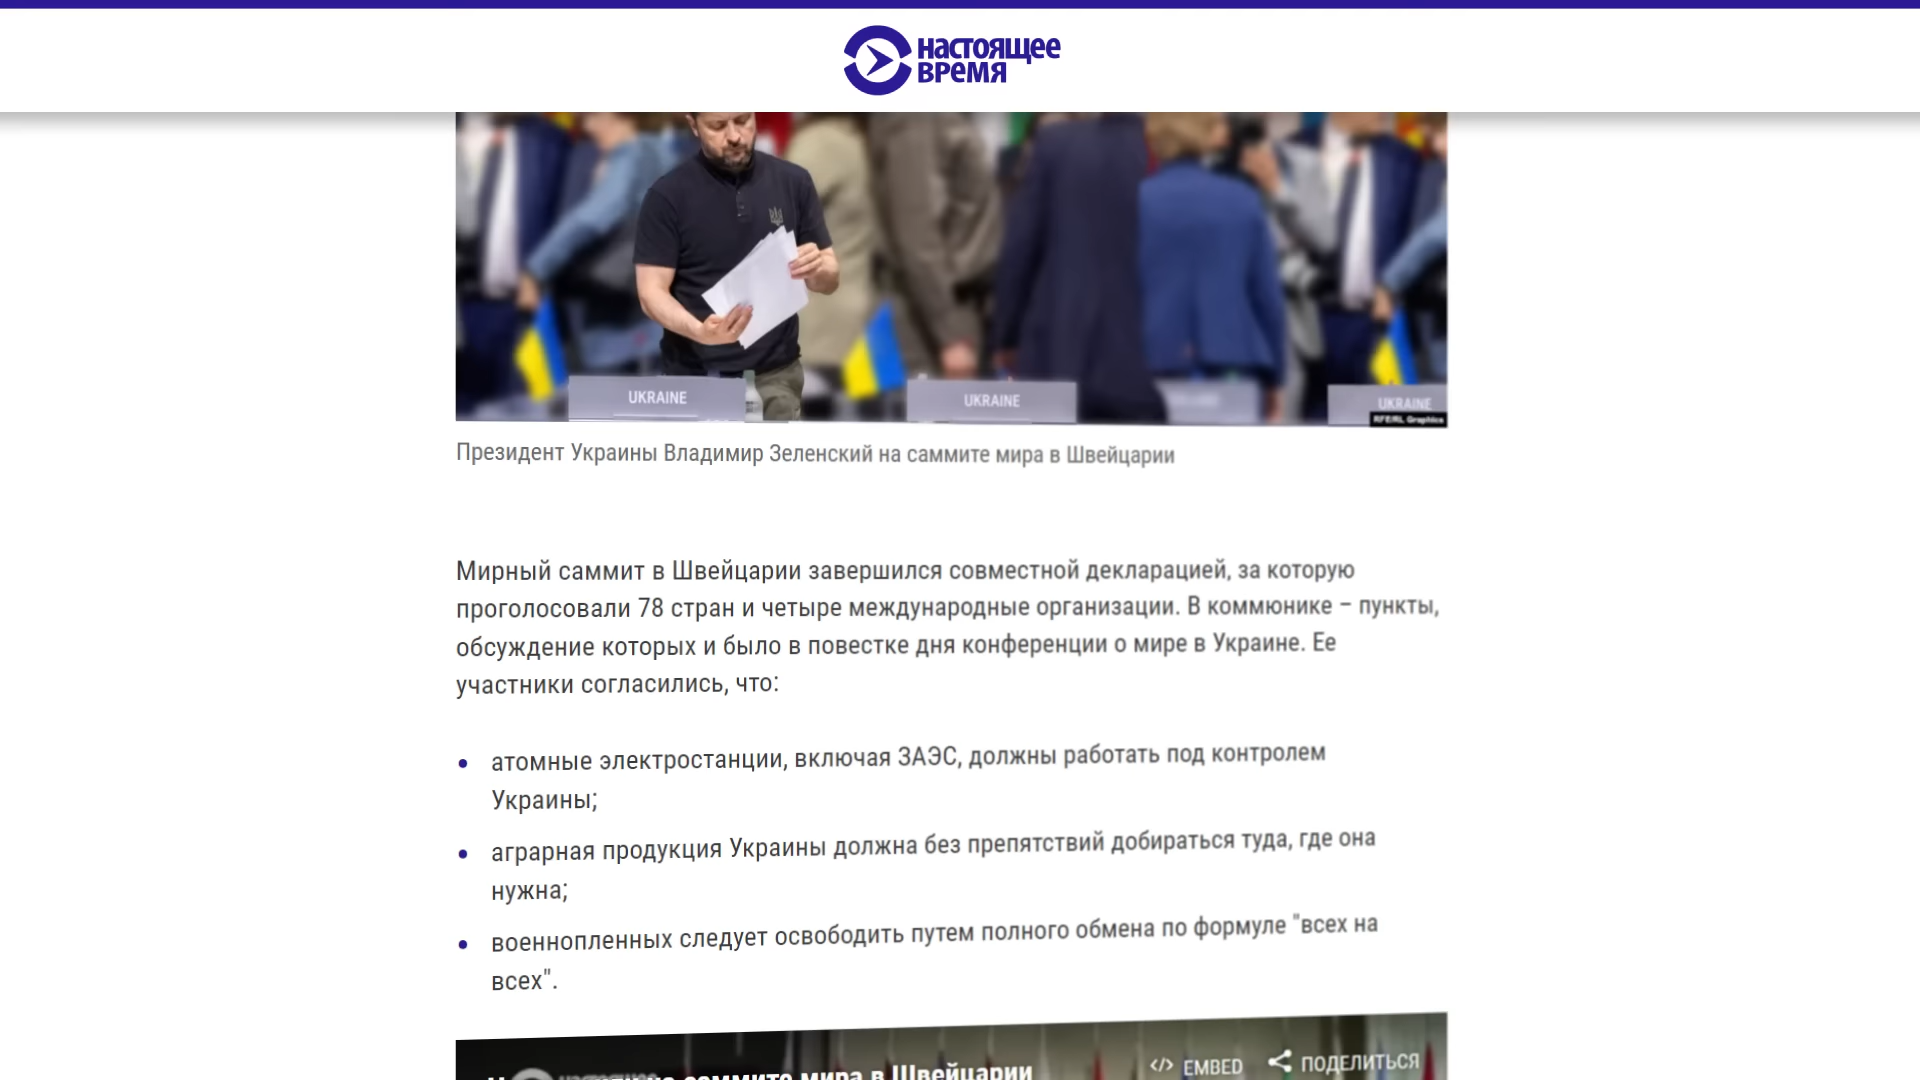 настоящее
время
UKRAINE
UKRAINE
UKRAINE
RFE/RL Graphics
Президент Украины Владимир Зеленский на саммите мира в Швейцарии
Мирный саммит в Швейцарии завершился совместной декларацией, за которую
проголосовали 78 стран и четыре международные организации. В коммюнике – пункты,
обсуждение которых и было в повестке дня конференции о мире в Украине. Ее
участники согласились, что:
атомные электростанции, включая ЗАЭС, должны работать под контролем
Украины;
аграрная продукция Украины должна без препятствий добираться туда, где она
нужна;
военнопленных следует освободить путем полного обмена по формуле "всех на
всех".
EMBED ПОДЕЛИТЬСЯ
на саммите мира в Швейцарии